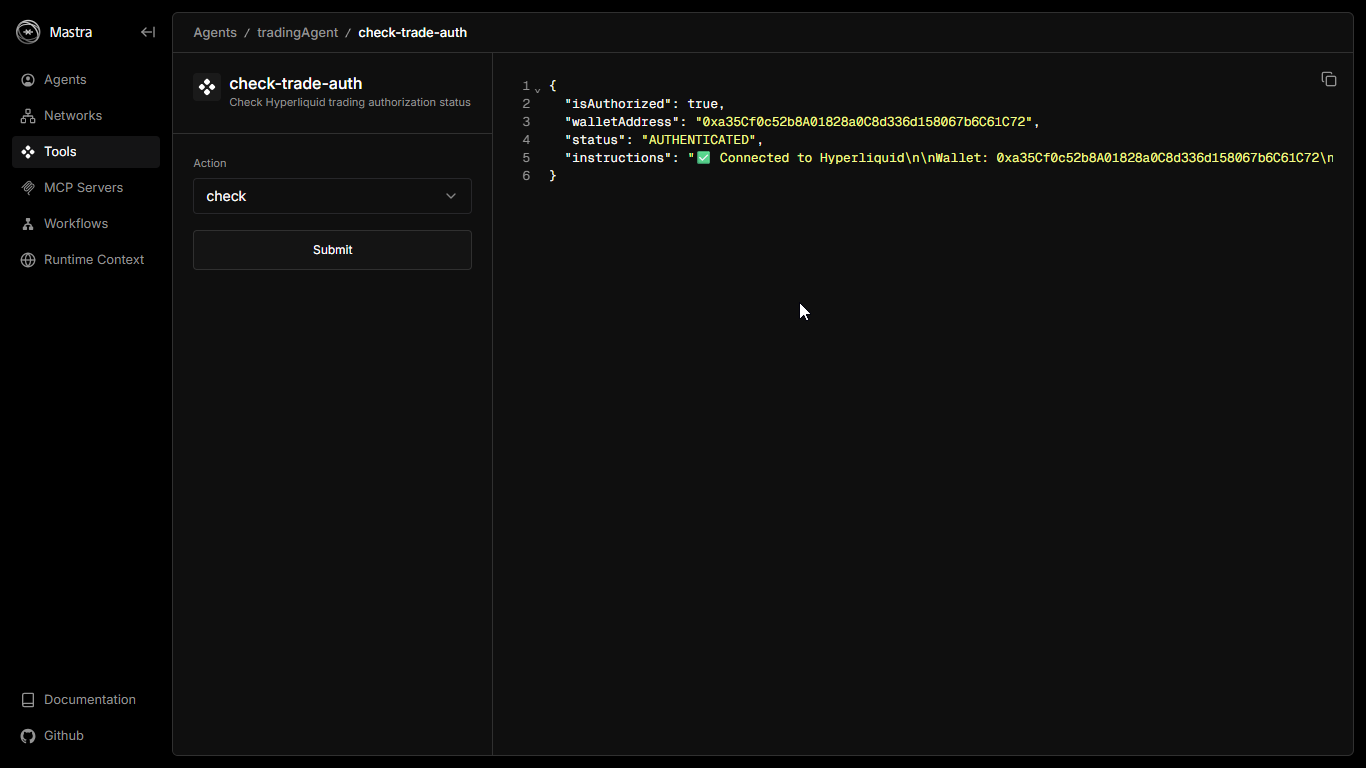 Mastra
Agents
Networks
Tools
MCP Servers
Workflows
Runtime Context
Documentation
Github
Agents / tradingAgent / check-trade-auth
check-trade-auth
Check Hyperliquid trading authorization status
Action
check
Submit
1 {
2 "isAuthorized": true,
3 "walletAddress": "0xa35Cf0c52b8A01828a0C8d336d158067b6C61C72",
4 "status": "AUTHENTICATED",
5 "instructions": "✅ Connected to Hyperliquid\n\nWallet: 0xa35Cf0c52b8A01828a0C8d336d158067b6C61C72\n
6 }